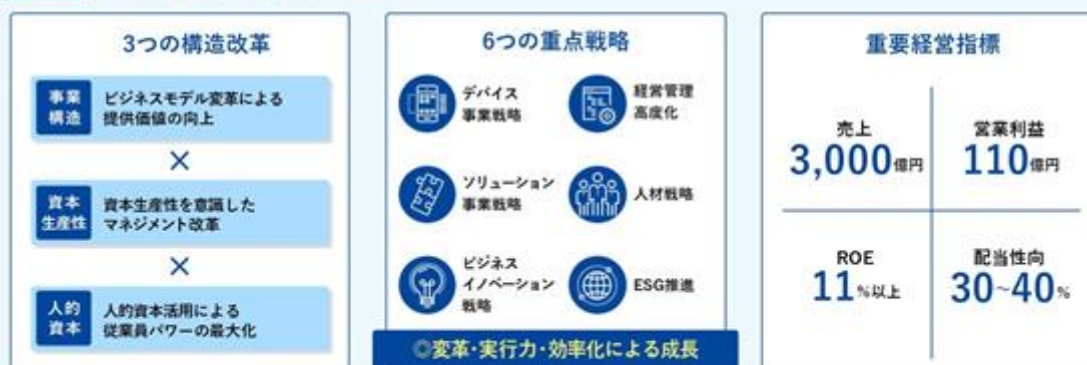 3つの構造改革
事業
構造
ビジネスモデル変革による
提供価値の向上
×
資本
生産性
資本生産性を意識した
マネジメント改革
×
人的
資本
人的資本活用による
従業員パワーの最大化
6つの重点戦略
デバイス
事業戦略
経営管理
高度化
ソリューション
事業戦略
人材戦略
ビジネス
イノベーション
戦略
ESG推進
◎変革・実行力・効率化による成長
重要経営指標
売上
3,000億円
営業利益
110億円
ROE
11%以上
配当性向
30~40%